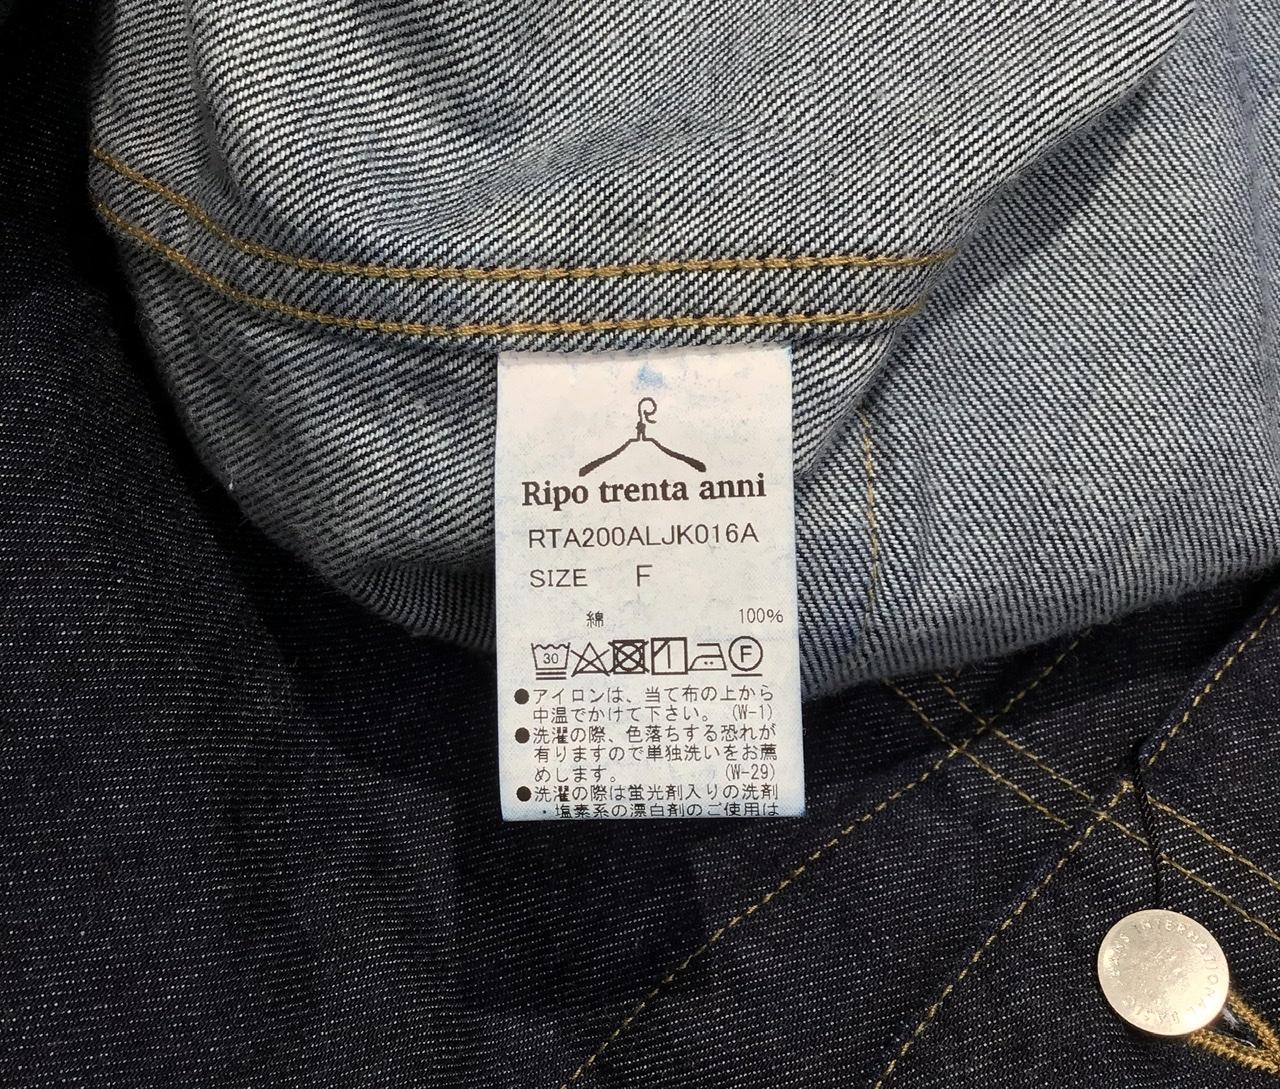 Ripo trenta anni
RTA200ALJK016A
SIZE F
綿 100%
30 F
●アイロンは、当て布の上から
中温でかけて下さい。 (W-1)
●洗濯の際、色落ちする恐れが
有りますので単独洗いをお薦
めします。 (W-29)
●洗濯の際は蛍光剤入りの洗剤
・塩素系の漂白剤のご使用は
INTERNATIONAL BASIC